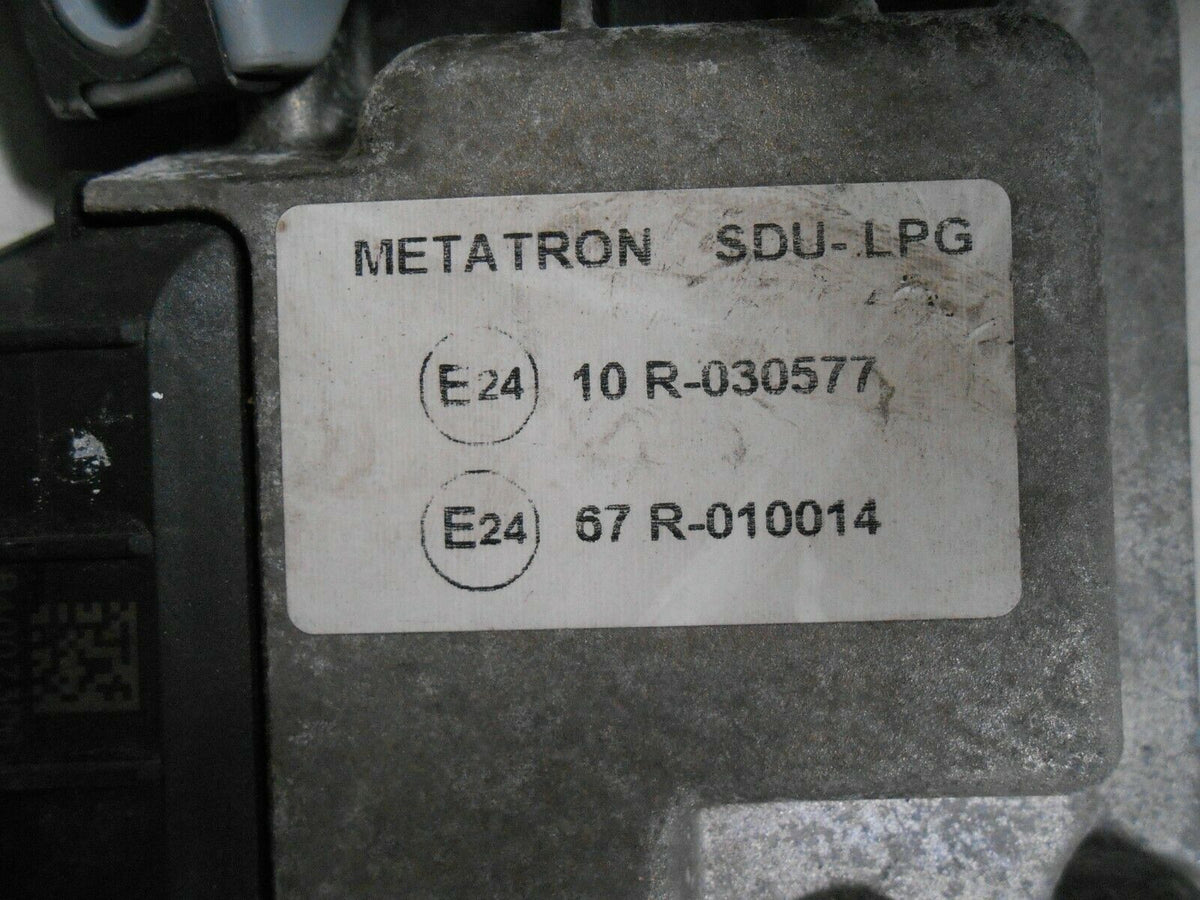 METATRON SDU- LPG
E24 10 R-030577
E24 67 R-010014